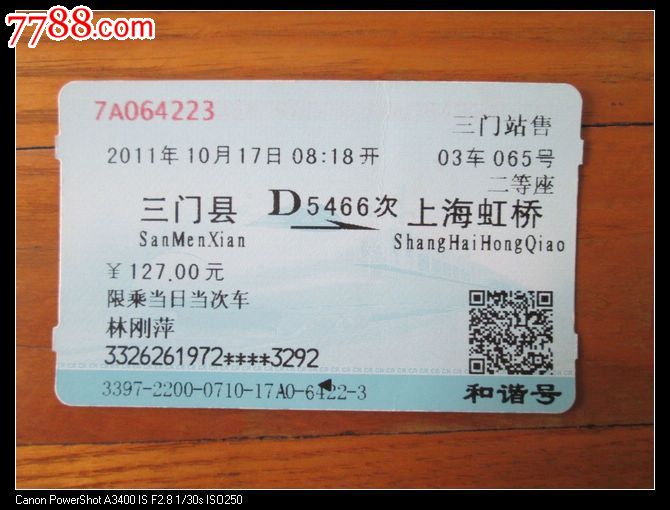 7788.com
7A064223
三门站售
2011年10月17日08:18开
03车 065号
二等座
三门县
D5466次
上海虹桥
SanMenXian
ShangHaiHongQiao
￥127.00元
限乘当日当次车
林刚萍
3326261972****3292
3397-2200-0710-17A0-6422-3
和谐号
Canon PowerShot A3400 IS F2.8 1/30s ISO250